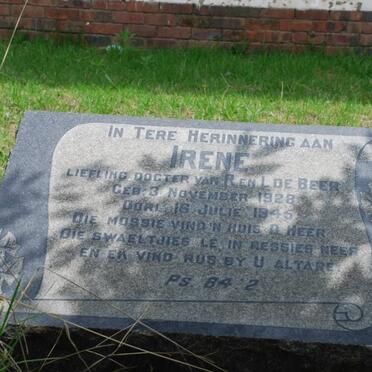 IN TERE HERINNERING AAN
IRENE
LIEFLING DOGTER VAN R EN L DE BEER
GEB. 3 NOVEMBER 1928
OORL. 16 JULIE 1945
DIE MOSSIE VIND 'N HUIS O HEER
DIE SWAELTJIES LÊ IN NESSIES NEER
EN EK VIND RUS BY U ALTARE
PS. 84:2